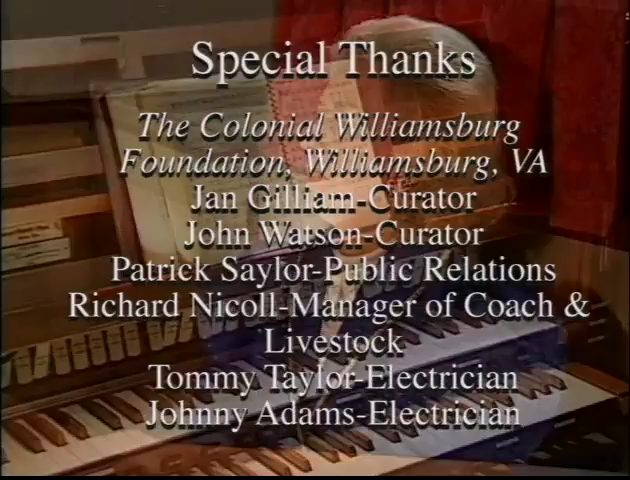 Special Thanks
The Colonial Williamsburg
Foundation, Williamsburg, VA
Jan Gilliam-Curator
John Watson-Curator
Patrick Saylor-Public Relations
Richard Nicoll-Manager of Coach &
Livestock
Tommy Taylor-Electrician
Johnny Adams-Electrician